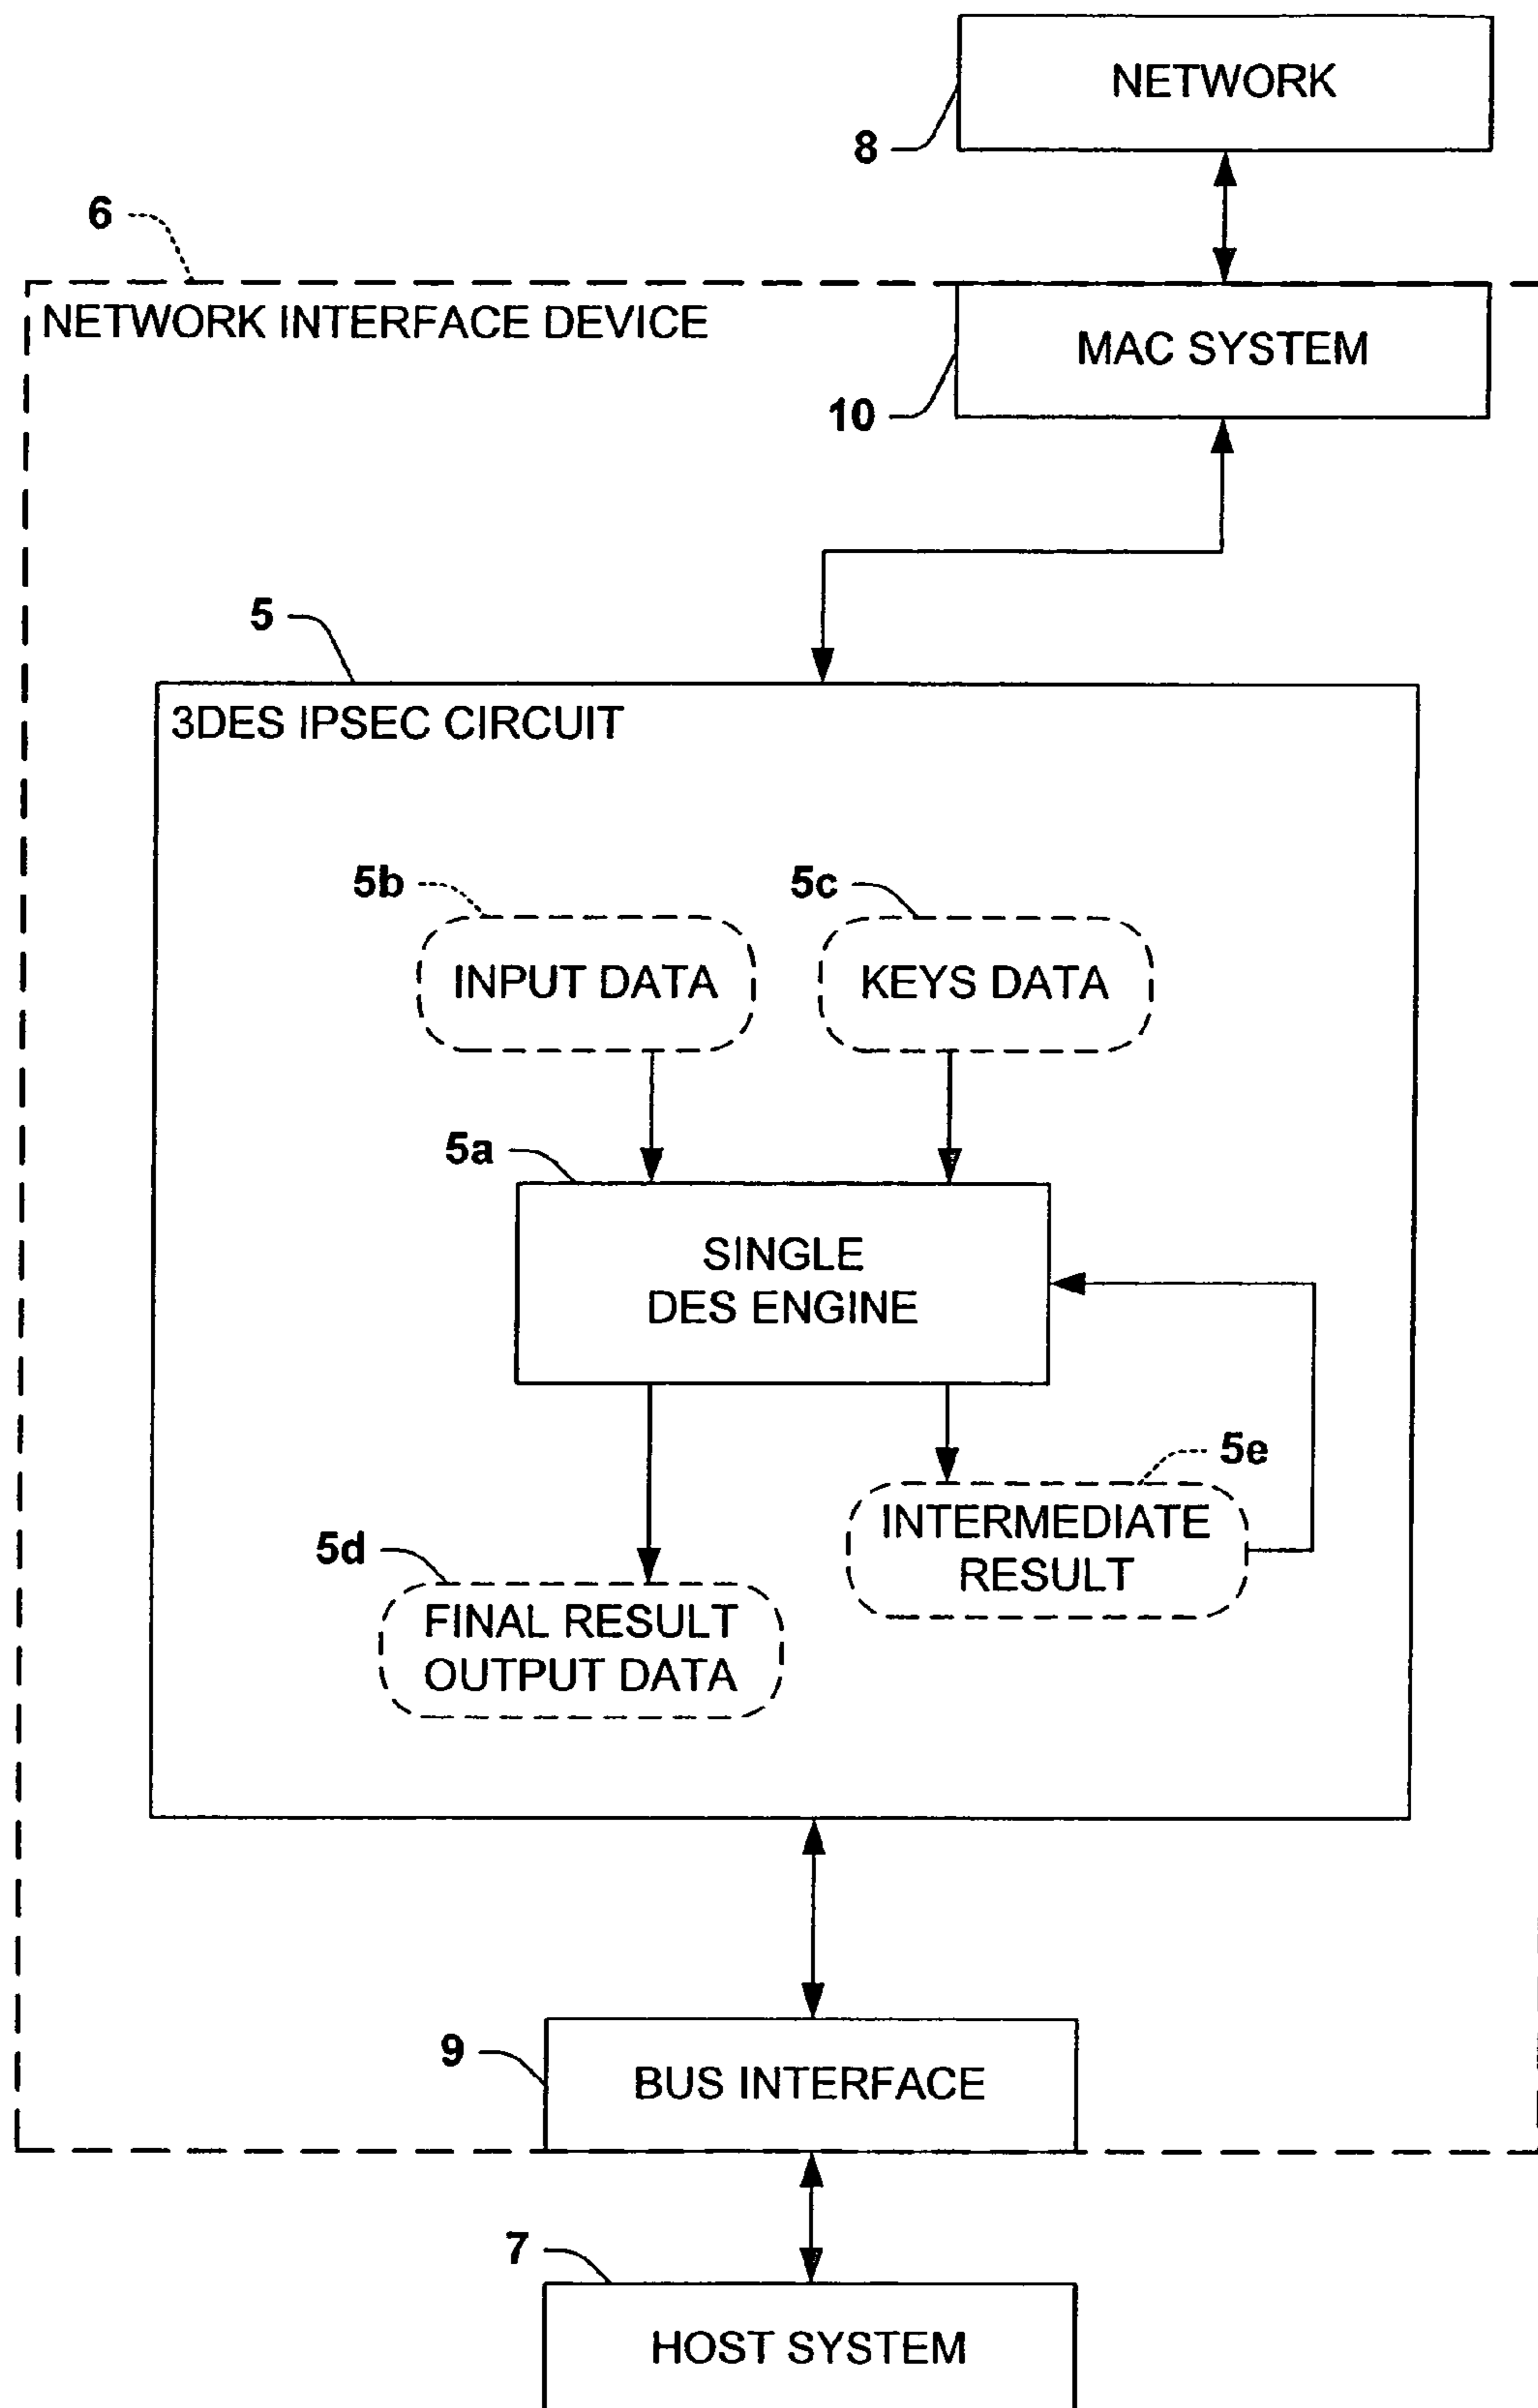 NETWORK
8
6
NETWORK INTERFACE DEVICE
MAC SYSTEM
10
5
3DES IPSEC CIRCUIT
5b
5c
INPUT DATA
KEYS DATA
5a
SINGLE
DES ENGINE
5e
INTERMEDIATE
RESULT
5d
FINAL RESULT
OUTPUT DATA
9
BUS INTERFACE
7
HOST SYSTEM